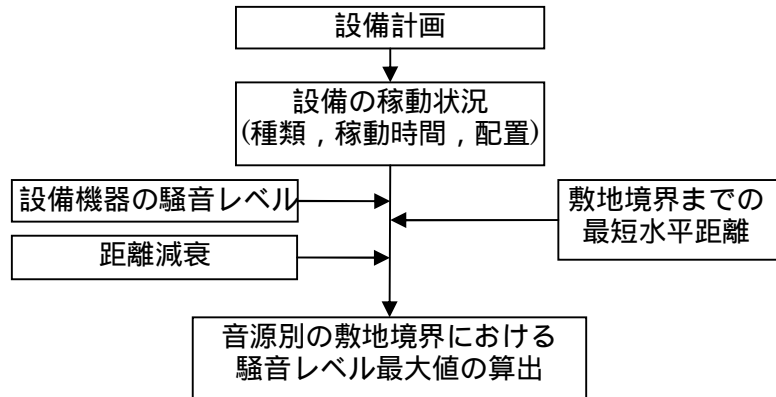 設備計画
設備の稼動状況
(種類，稼動時間，配置)
設備機器の騒音レベル
敷地境界までの
最短水平距離
距離減衰
音源別の敷地境界における
騒音レベル最大値の算出